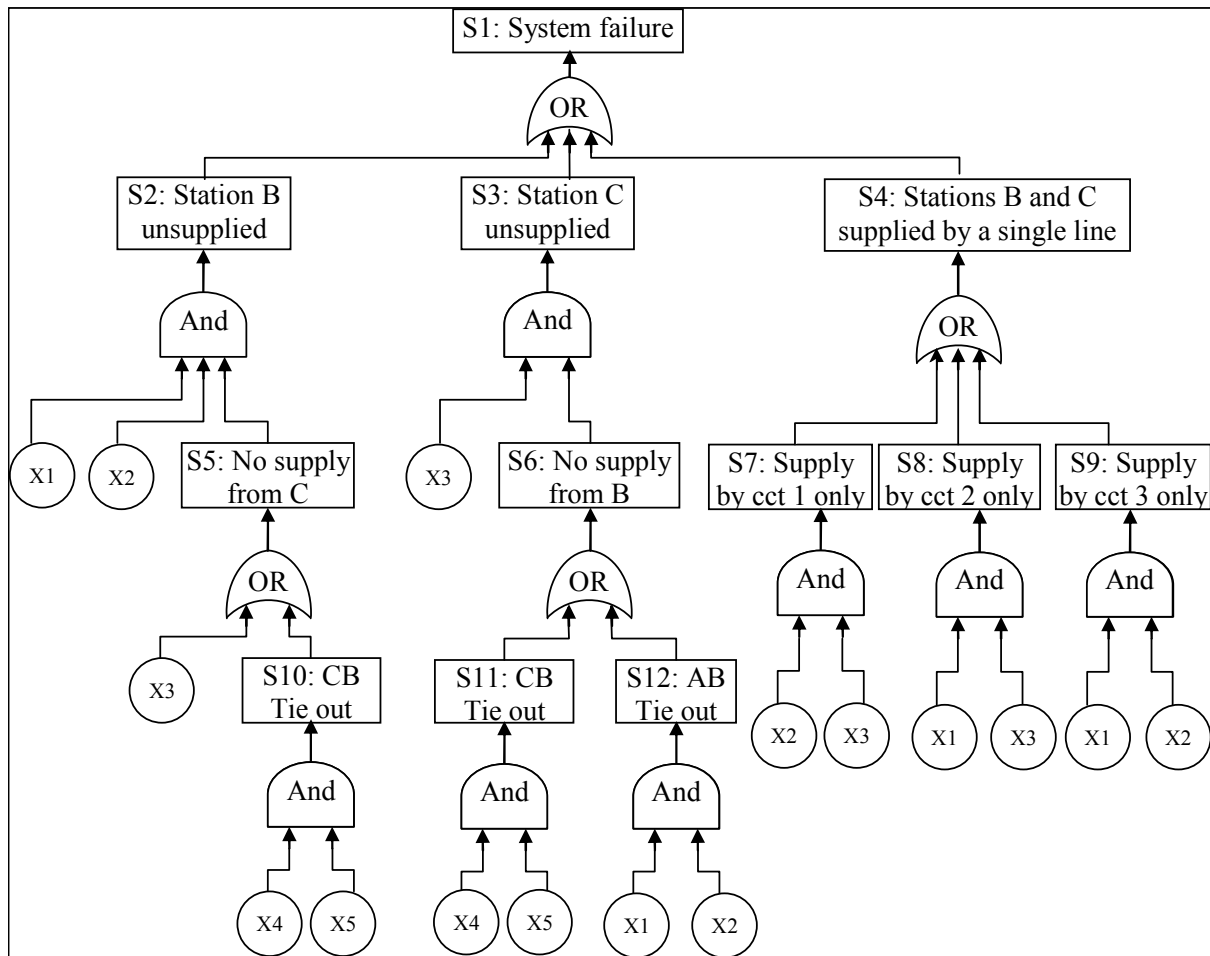 S1: System failure
OR
S2: Station B
unsupplied
S3: Station C
unsupplied
S4: Stations B and C
supplied by a single line
And
And
OR
X1
X2
S5: No supply
from C
X3
S6: No supply
from B
S7: Supply
by cct 1 only
S8: Supply
by cct 2 only
S9: Supply
by cct 3 only
OR
OR
And
And
And
X3
S10: CB
Tie out
S11: CB
Tie out
S12: AB
Tie out
X2
X3
X1
X3
X1
X2
And
And
And
X4
X5
X4
X5
X1
X2